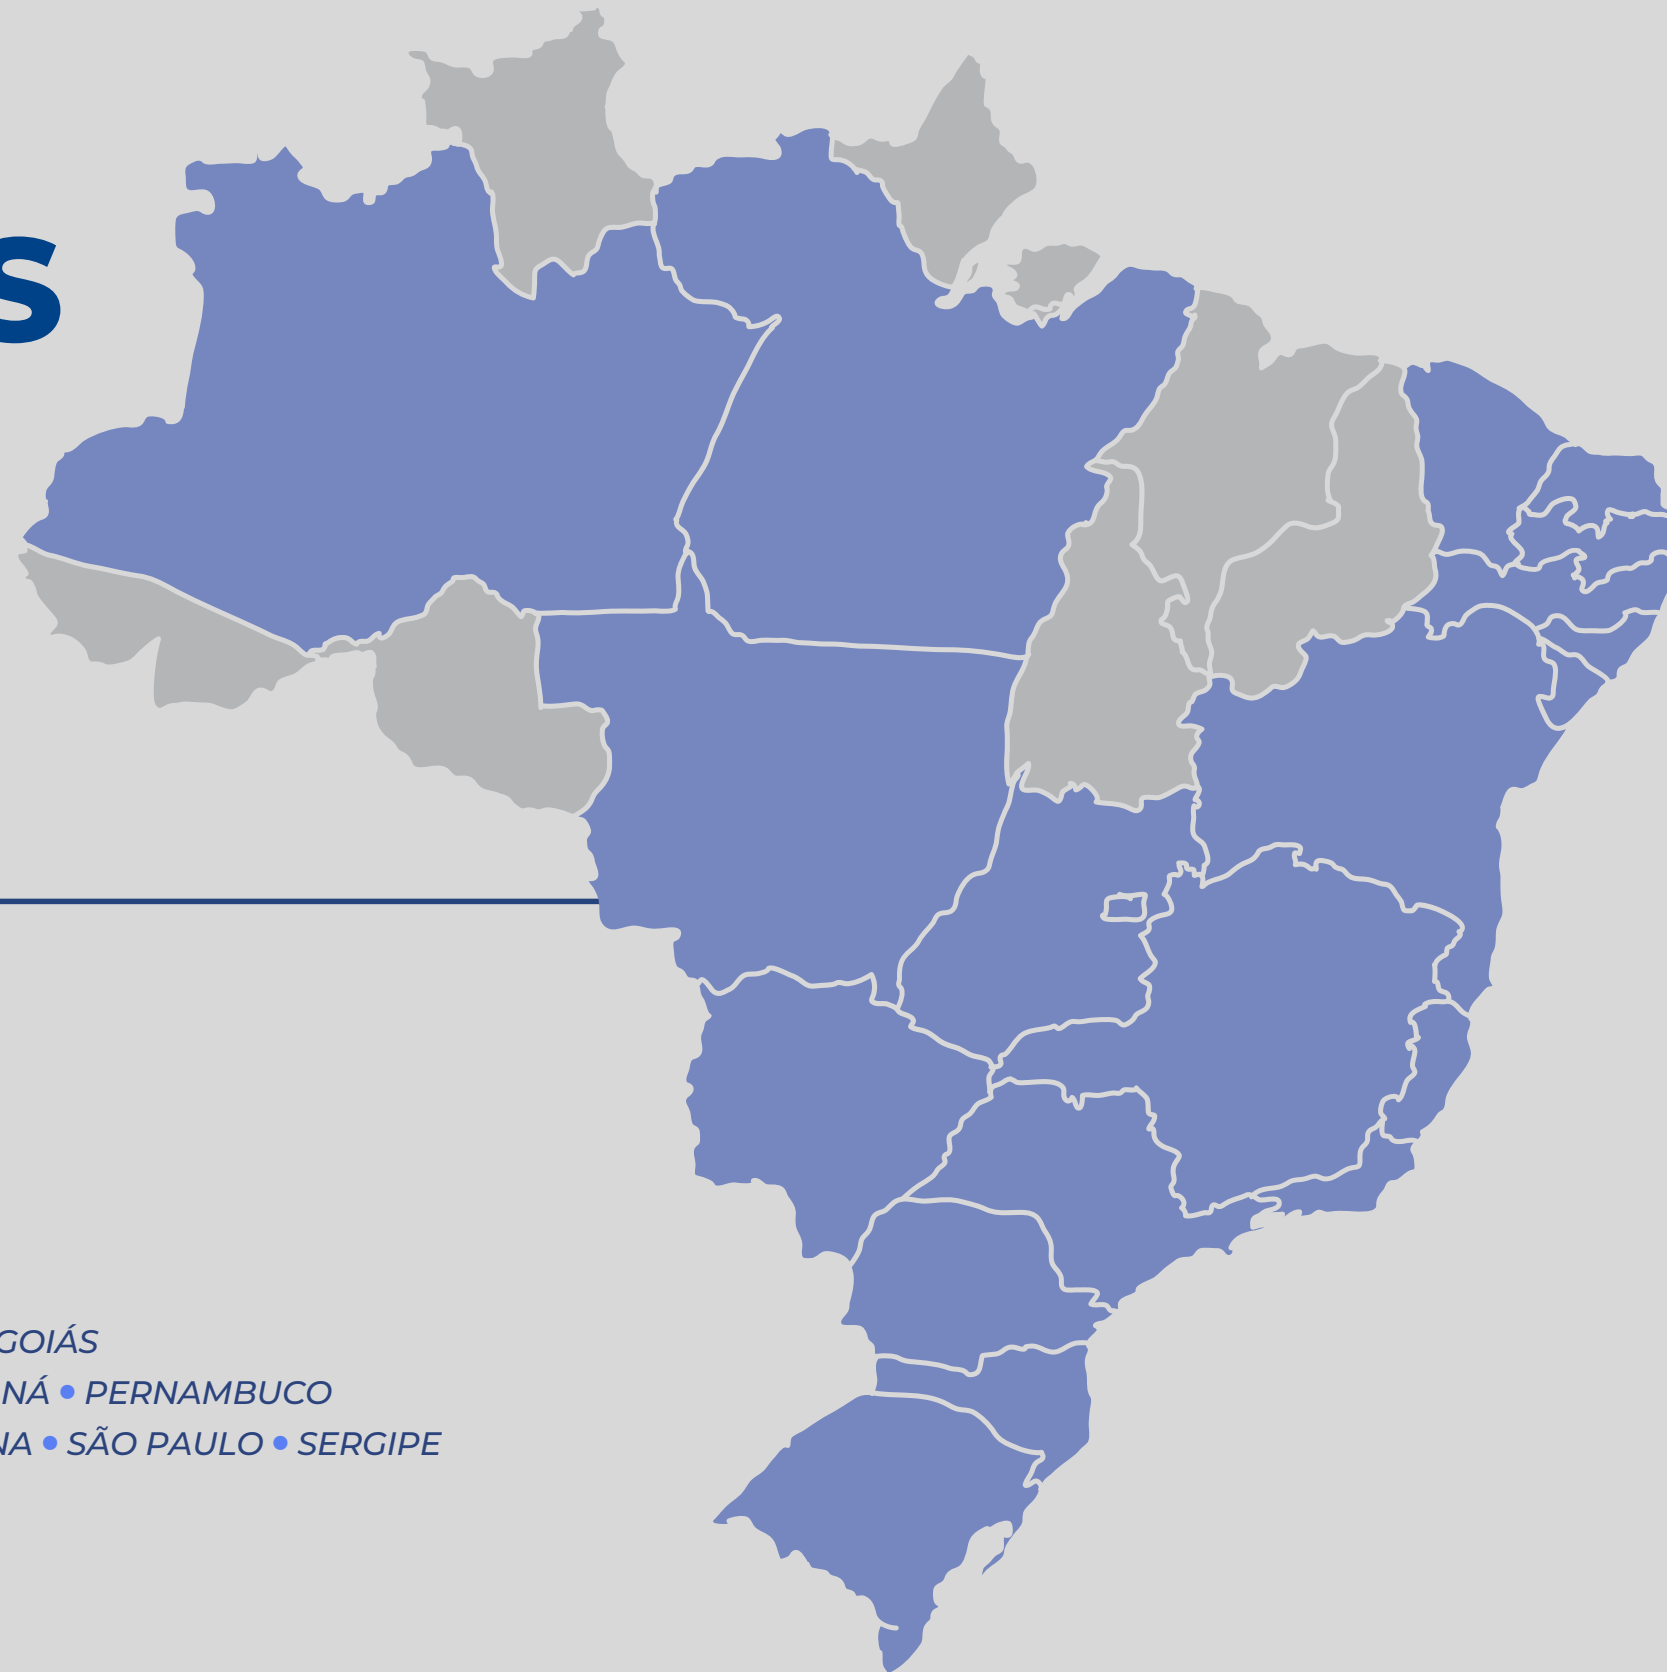 s
GOIÁS
NÁ • PERNAMBUCO
NA • SÃO PAULO • SERGIPE